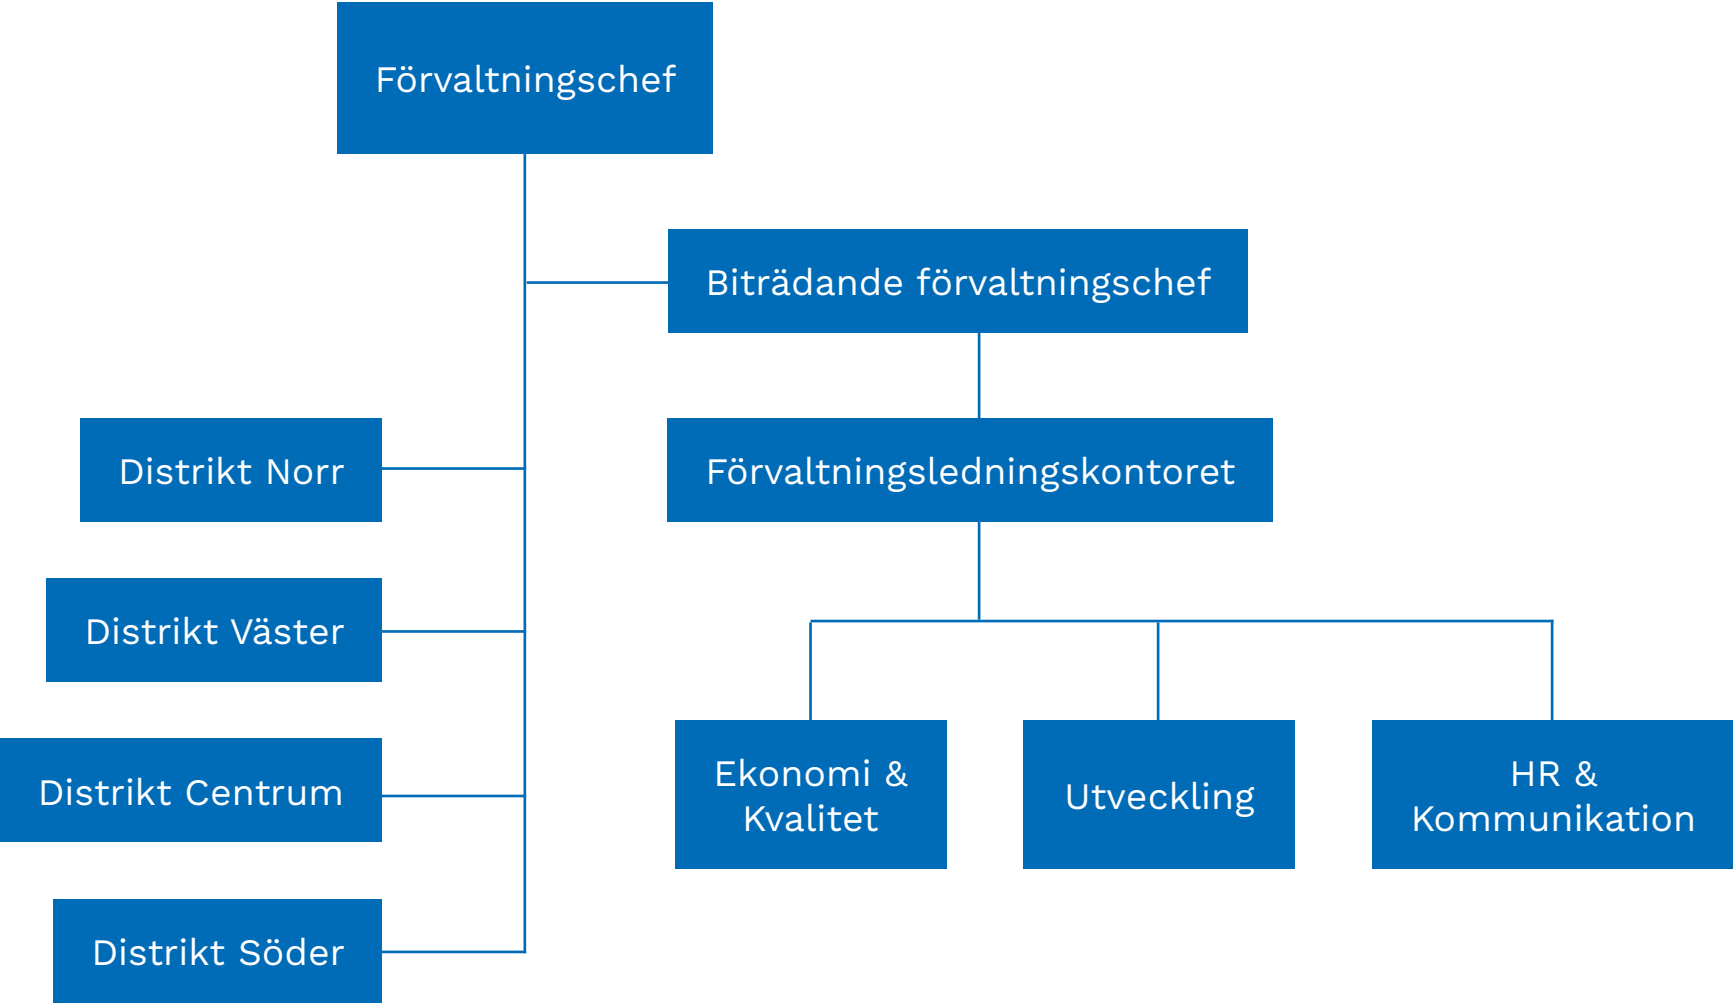 Förvaltningschef
Biträdande förvaltningschef
Distrikt Norr
Förvaltningsledningskontoret
Distrikt Väster
Distrikt Centrum
Ekonomi &
Kvalitet
Utveckling
HR &
Kommunikation
Distrikt Söder